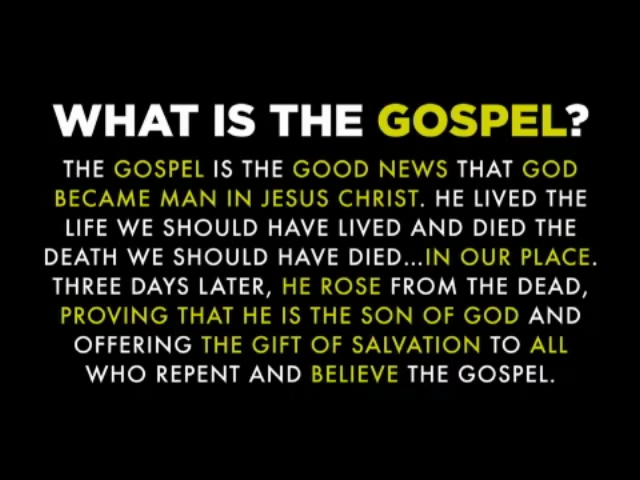 WHAT IS THE GOSPEL?
THE GOSPEL IS THE GOOD NEWS THAT GOD
BECAME MAN IN JESUS CHRIST. HE LIVED THE
LIFE WE SHOULD HAVE LIVED AND DIED THE
DEATH WE SHOULD HAVE DIED...IN OUR PLACE.
THREE DAYS LATER, HE ROSE FROM THE DEAD,
PROVING THAT HE IS THE SON OF GOD AND
OFFERING THE GIFT OF SALVATION TO ALL
WHO REPENT AND BELIEVE THE GOSPEL.